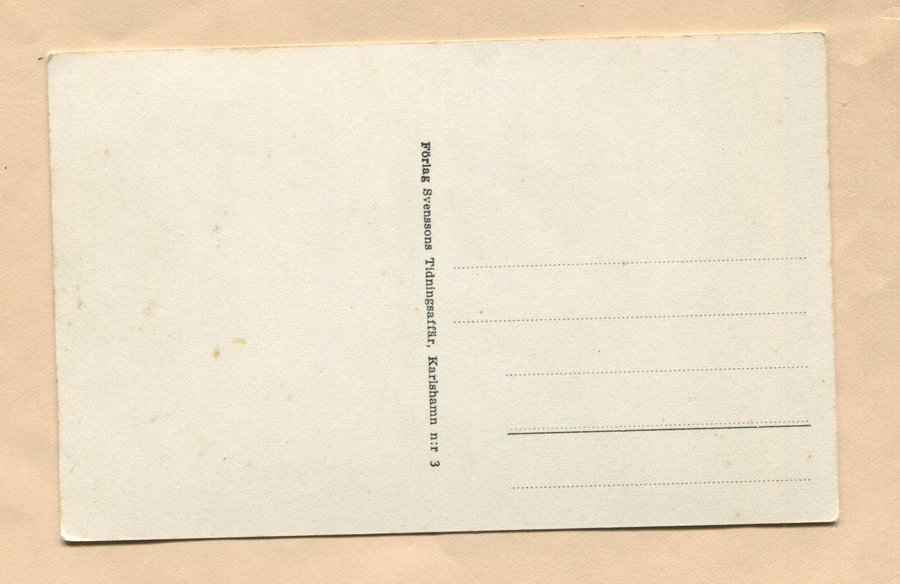 Förlag Svenssons Tidningsaffär, Karlshamn n:r 3